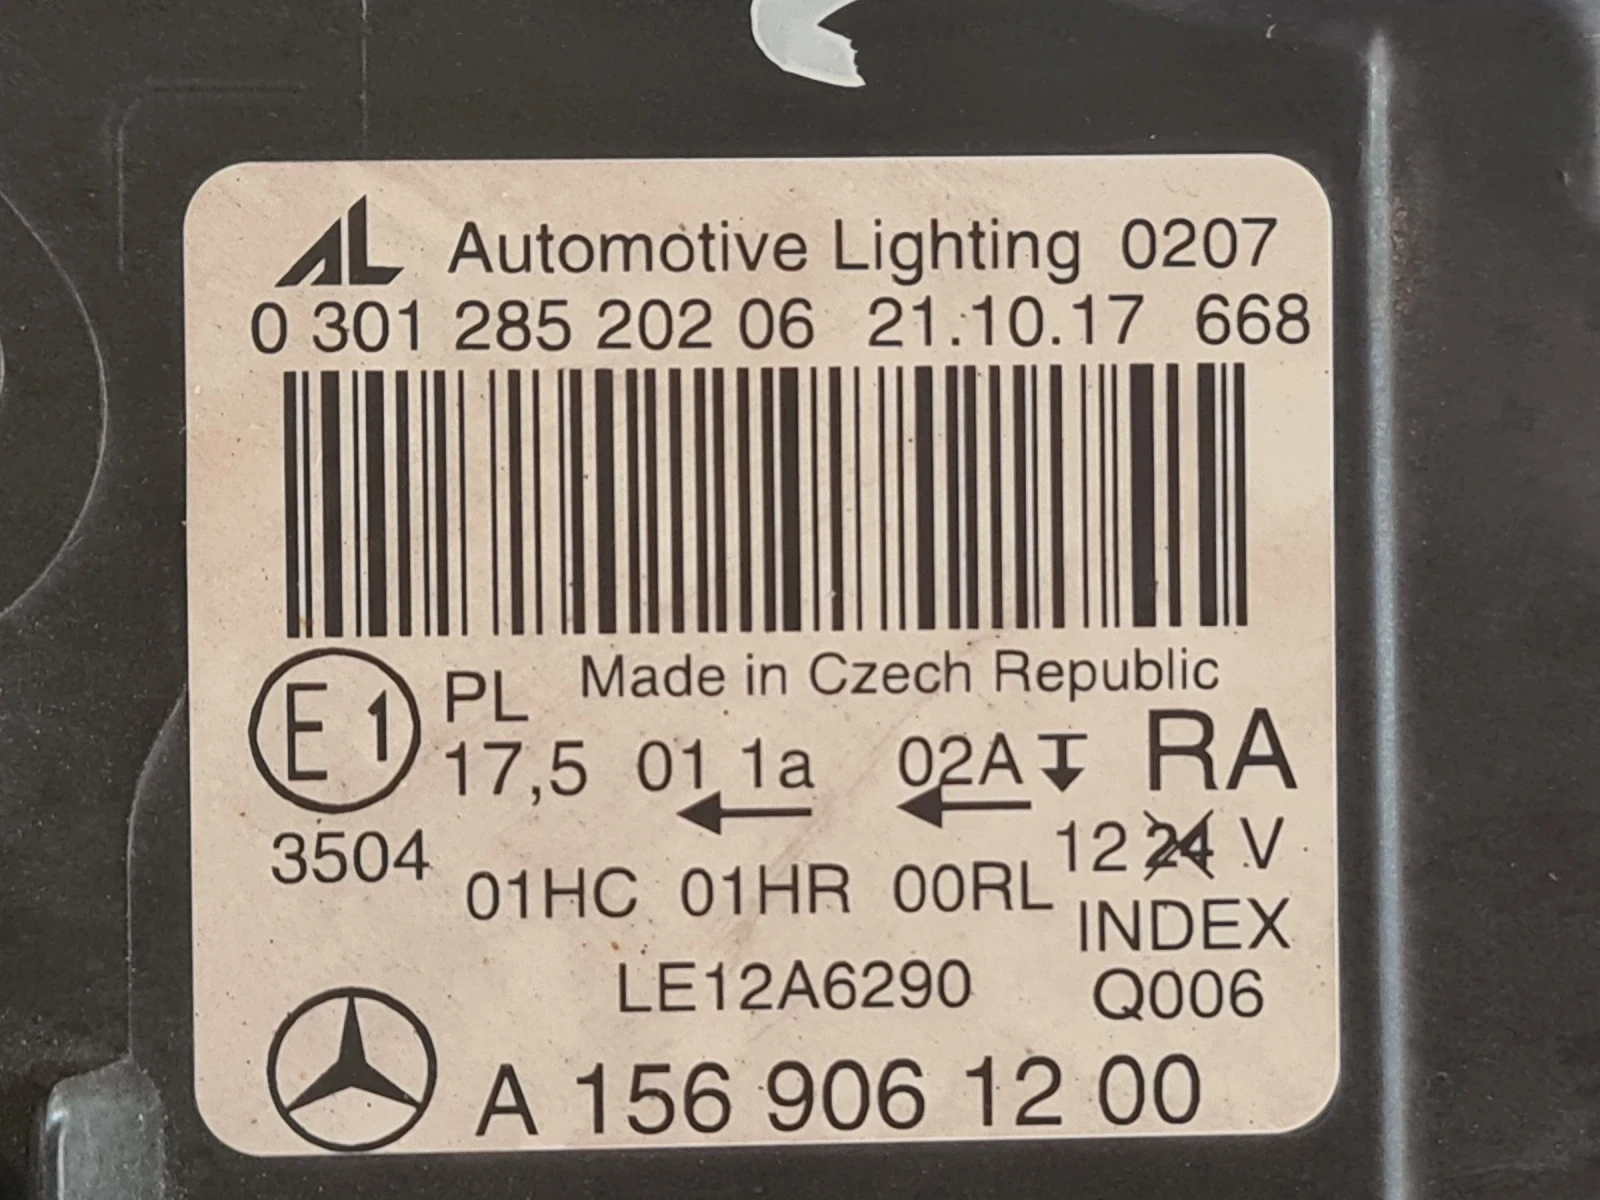 AL Automotive Lighting 0207
0 301 285 202 06 21.10.17 668
E1 PL Made in Czech Republic
17,5 01 1a 02A RA
3504 12 24 V
01HC 01HR 00RL
INDEX
LE12A6290 Q006
A 156 906 12 00